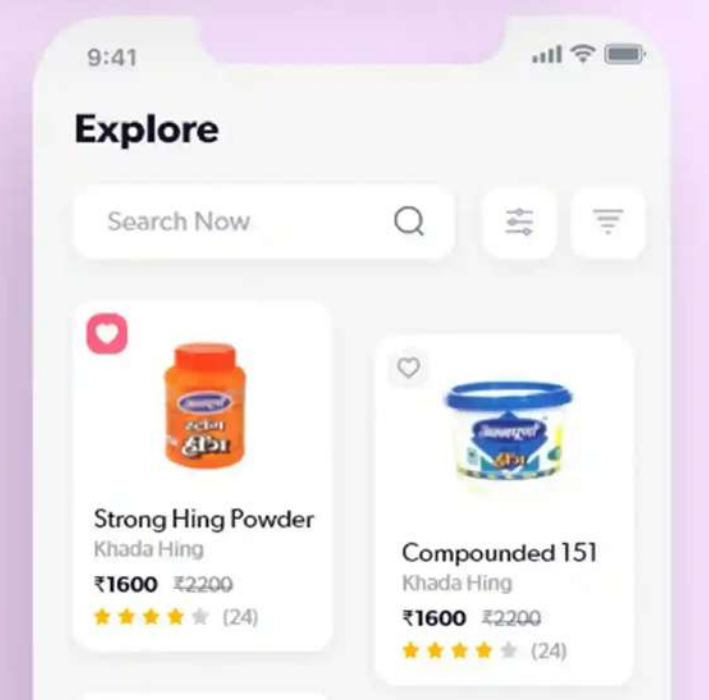 9:41
Explore
Search Now
स्ट्रॉंग
हींग
Strong Hing Powder
Khada Hing
₹1600 ₹2200
(24)
हींग
Compounded 151
Khada Hing
₹1600 ₹2200
(24)